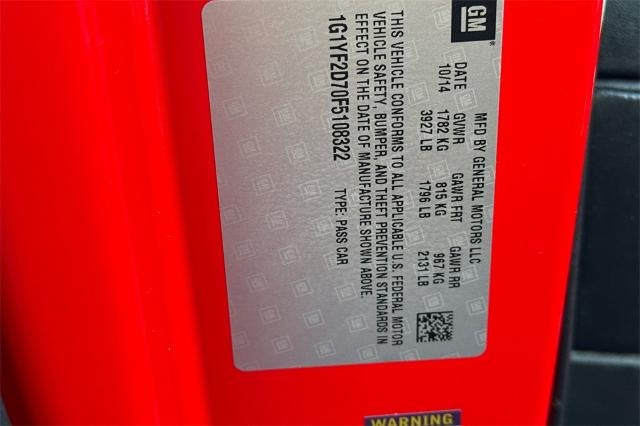 GM®
MFD BY GENERAL MOTORS LLC
DATE GVWR GAWR FRT GAWR RR
10/14 1782 KG 815 KG 967 KG
3927 LB 1796 LB 2131 LB
THIS VEHICLE CONFORMS TO ALL APPLICABLE U.S. FEDERAL MOTOR
VEHICLE SAFETY, BUMPER, AND THEFT PREVENTION STANDARDS IN
EFFECT ON THE DATE OF MANUFACTURE SHOWN ABOVE.
1G1YF2D70F5108322 TYPE: PASS CAR
WARNING